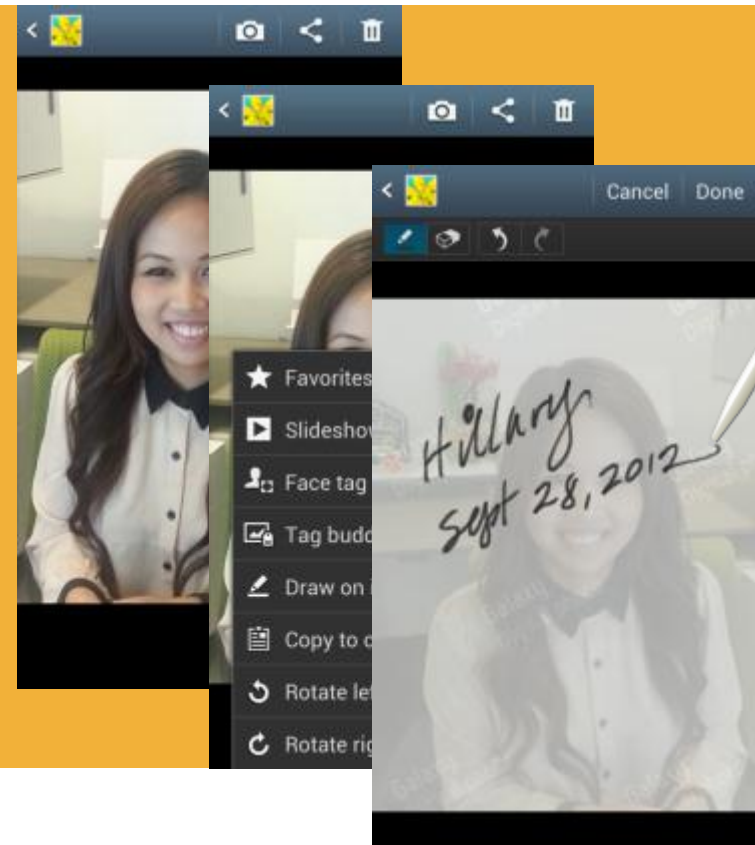 Cancel Done
Favorites
Slidesho
Face tag
Tag budd
Draw on
Copy to c
Rotate le
Rotate rig
Hillary
Sept 28, 2012
Galaxy